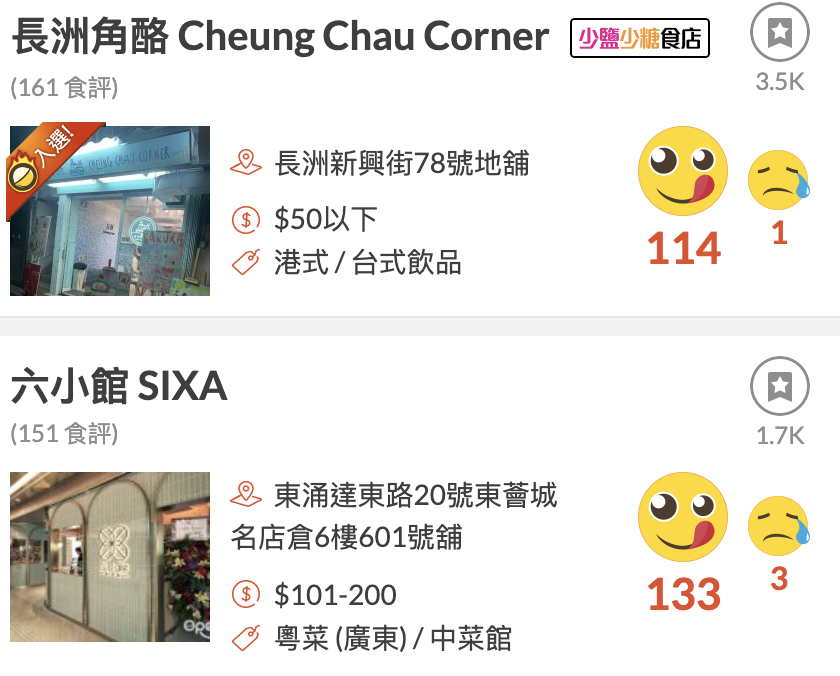 長洲角酪 Cheung Chau Corner 少鹽少糖食店
(161 食評)
3.5K
入選!
CHEUNG CHAU CORNER
長洲新興街78號地舖
$50以下
港式 / 台式飲品
114
1
六小館 SIXA
(151 食評)
1.7K
東涌達東路20號東薈城
名店倉6樓601號舖
$101-200
粵菜 (廣東) / 中菜館
133
3